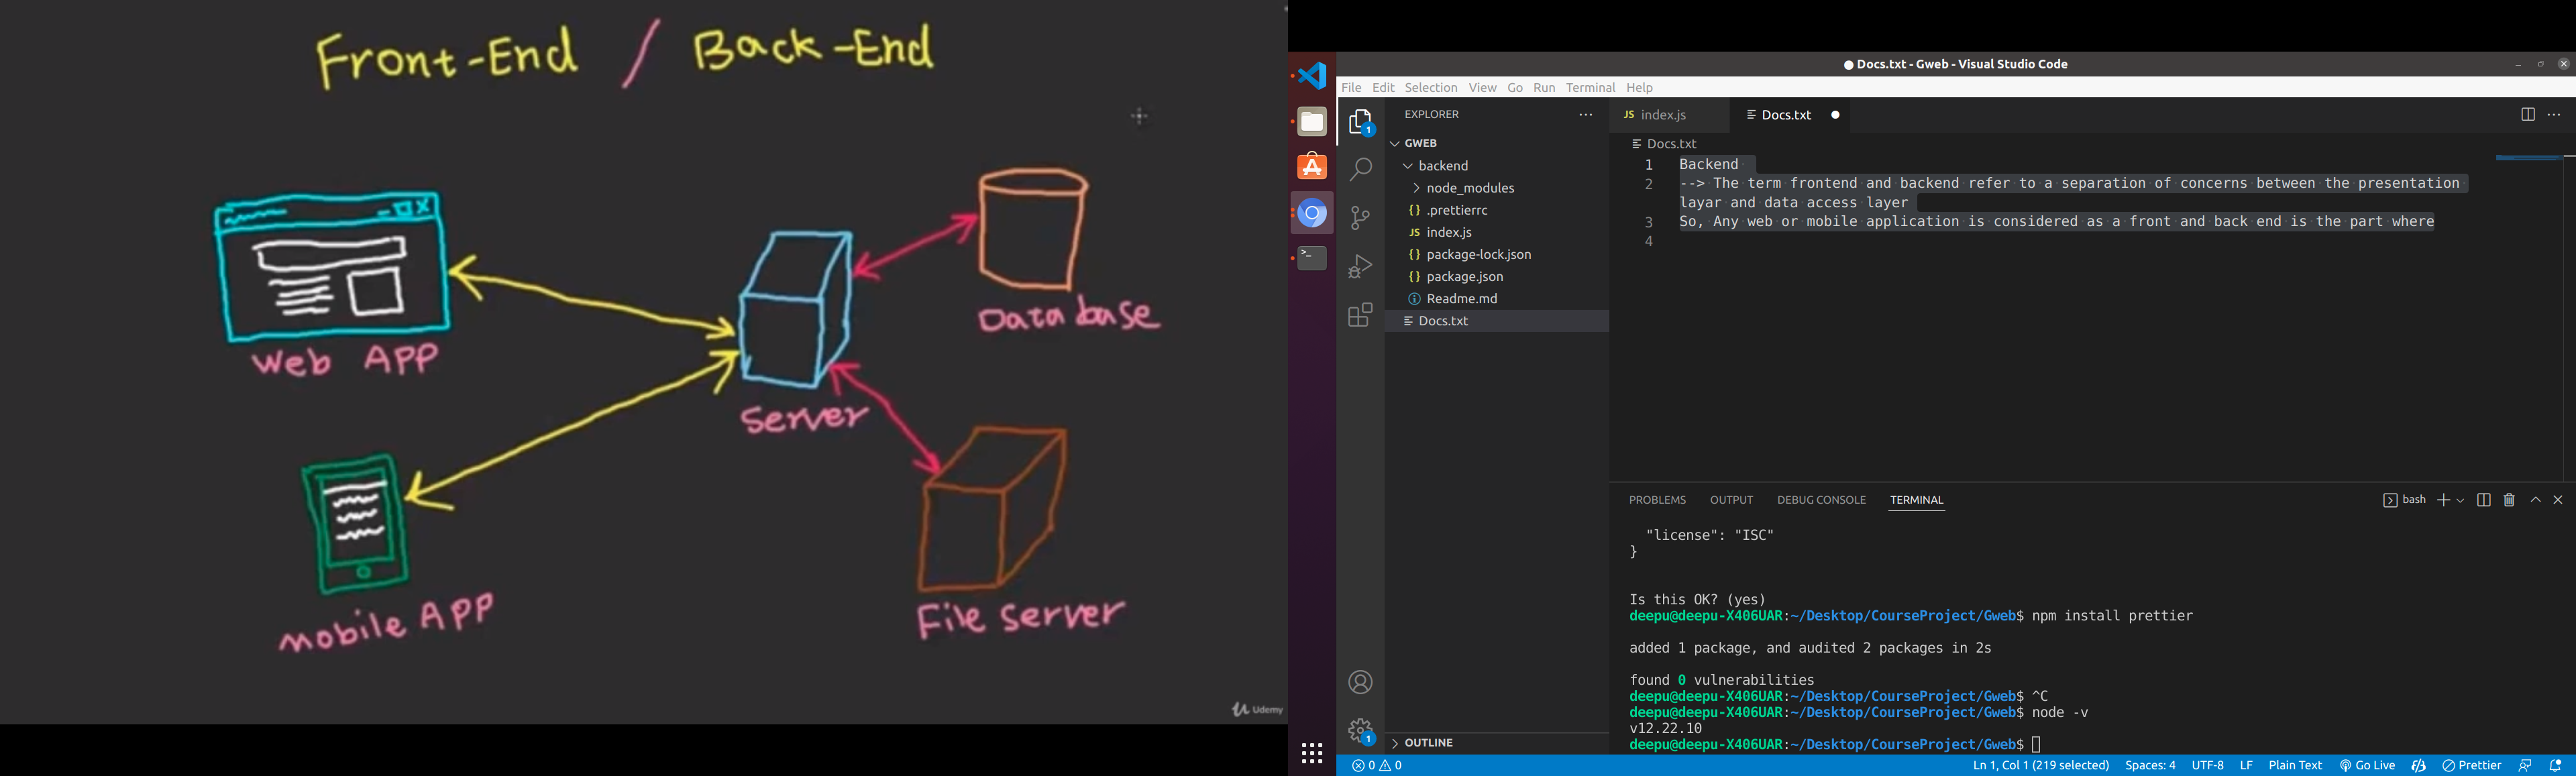 Front-End / Back-End
Web APP
mobile APP
Server
Data base
File server
Udemy
● Docs.txt - Gweb - Visual Studio Code
File Edit Selection View Go Run Terminal Help
EXPLORER
GWEB
backend
node_modules
{} .prettierrc
JS index.js
{} package-lock.json
{} package.json
Readme.md
Docs.txt
OUTLINE
JS index.js
Docs.txt
Docs.txt
1 Backend
2 --> The term frontend and backend refer to a separation of concerns between the presentation
layar and data access layer
3 So, Any web or mobile application is considered as a front and back end is the part where
4
PROBLEMS OUTPUT DEBUG CONSOLE TERMINAL
bash
"license": "ISC"
}
Is this OK? (yes)
deepu@deepu-X406UAR:~/Desktop/CourseProject/Gweb$ npm install prettier
added 1 package, and audited 2 packages in 2s
found 0 vulnerabilities
deepu@deepu-X406UAR:~/Desktop/CourseProject/Gweb$ ^C
deepu@deepu-X406UAR:~/Desktop/CourseProject/Gweb$ node -v
v12.22.10
deepu@deepu-X406UAR:~/Desktop/CourseProject/Gweb$
1
1
0 0 Ln 1, Col 1 (219 selected) Spaces: 4 UTF-8 LF Plain Text Go Live Prettier